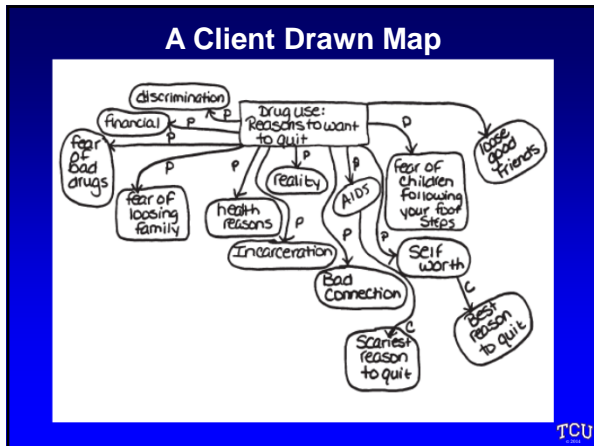 A Client Drawn Map
discrimination
P
Drug use:
Reasons to want
to quit
financial
P
P
fear
of
bad
drugs
P
fear of
loosing
family
P
health
reasons
P
Incarceration
P
reality
P
AIDS
P
Bad
Connection
C
Scariest
reason
to quit
P
fear of
children
following
your foot
steps
loose
good
friends
P
Self
worth
C
Best
reason
to quit
TCU